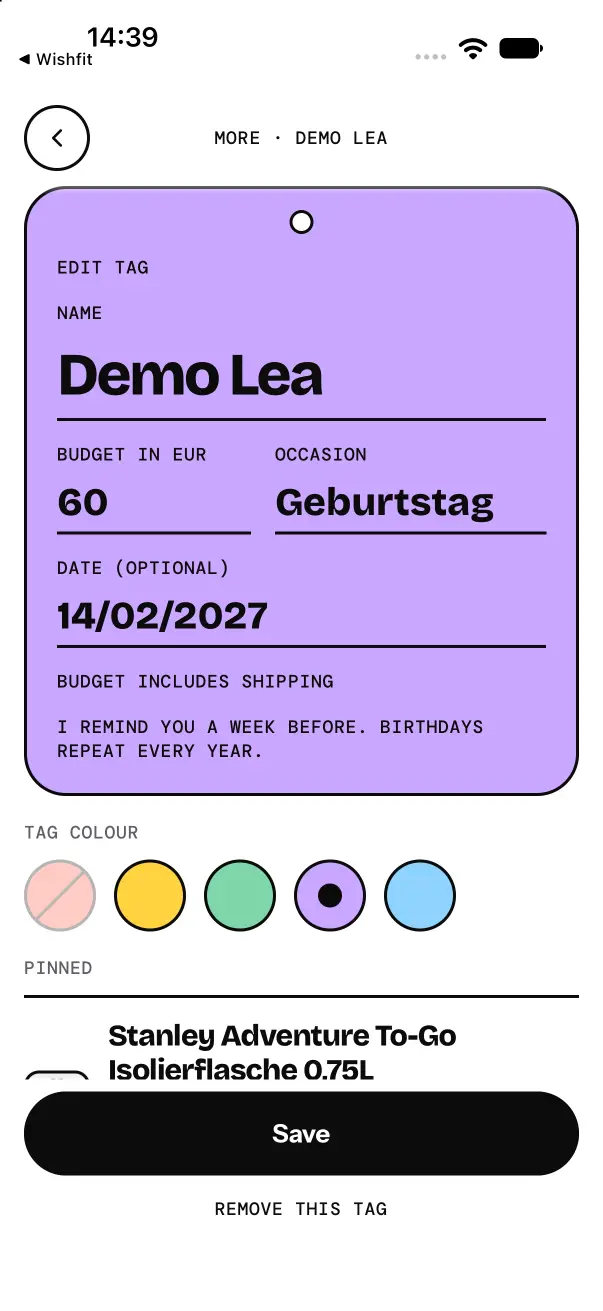 14:39
◀ Wishfit
MORE · DEMO LEA
EDIT TAG
NAME
Demo Lea
BUDGET IN EUR
OCCASION
60
Geburtstag
DATE (OPTIONAL)
14/02/2027
BUDGET INCLUDES SHIPPING
I REMIND YOU A WEEK BEFORE. BIRTHDAYS
REPEAT EVERY YEAR.
TAG COLOUR
PINNED
Stanley Adventure To-Go
Isolierflasche 0.75L
Save
REMOVE THIS TAG